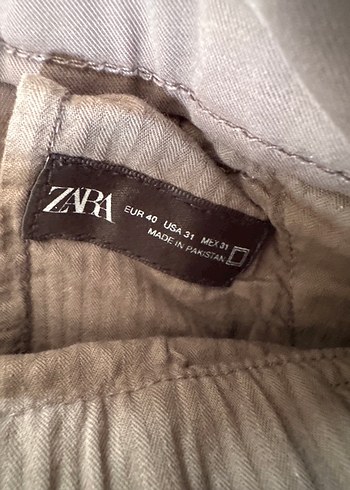 ZARA
EUR 40 USA 31 MEX 31
MADE IN PAKISTAN